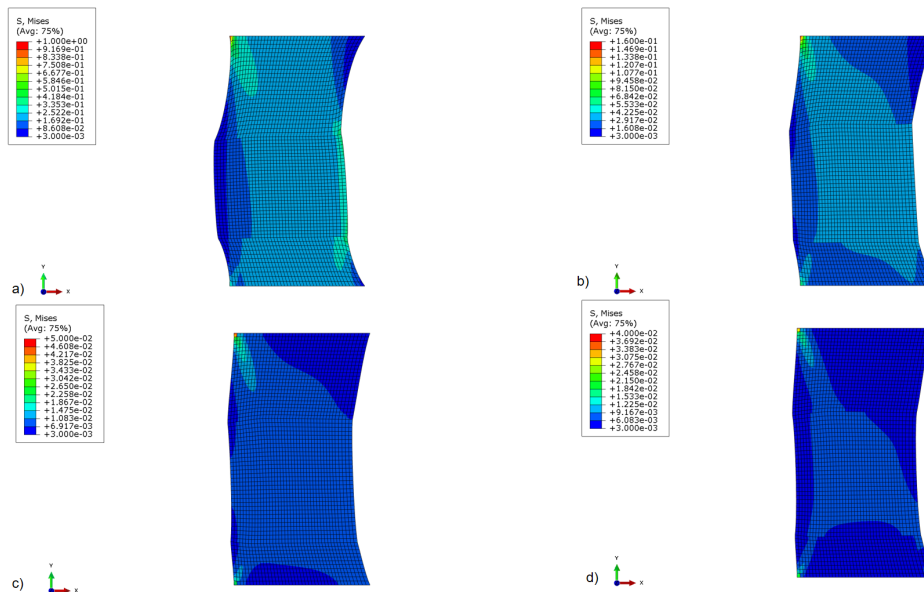 S, Mises
(Avg: 75%)
+1.000e+00
+9.169e-01
+8.338e-01
+7.508e-01
+6.677e-01
+5.846e-01
+5.015e-01
+4.184e-01
+3.353e-01
+2.522e-01
+1.692e-01
+8.608e-02
+3.000e-03
Y
X
a)
S, Mises
(Avg: 75%)
+1.600e-01
+1.469e-01
+1.338e-01
+1.207e-01
+1.077e-01
+9.458e-02
+8.150e-02
+6.842e-02
+5.533e-02
+4.225e-02
+2.917e-02
+1.608e-02
+3.000e-03
Y
X
b)
S, Mises
(Avg: 75%)
+5.000e-02
+4.608e-02
+4.217e-02
+3.825e-02
+3.433e-02
+3.042e-02
+2.650e-02
+2.258e-02
+1.867e-02
+1.475e-02
+1.083e-02
+6.917e-03
+3.000e-03
Y
X
c)
S, Mises
(Avg: 75%)
+4.000e-02
+3.692e-02
+3.383e-02
+3.075e-02
+2.767e-02
+2.458e-02
+2.150e-02
+1.842e-02
+1.533e-02
+1.225e-02
+9.167e-03
+6.083e-03
+3.000e-03
Y
X
d)